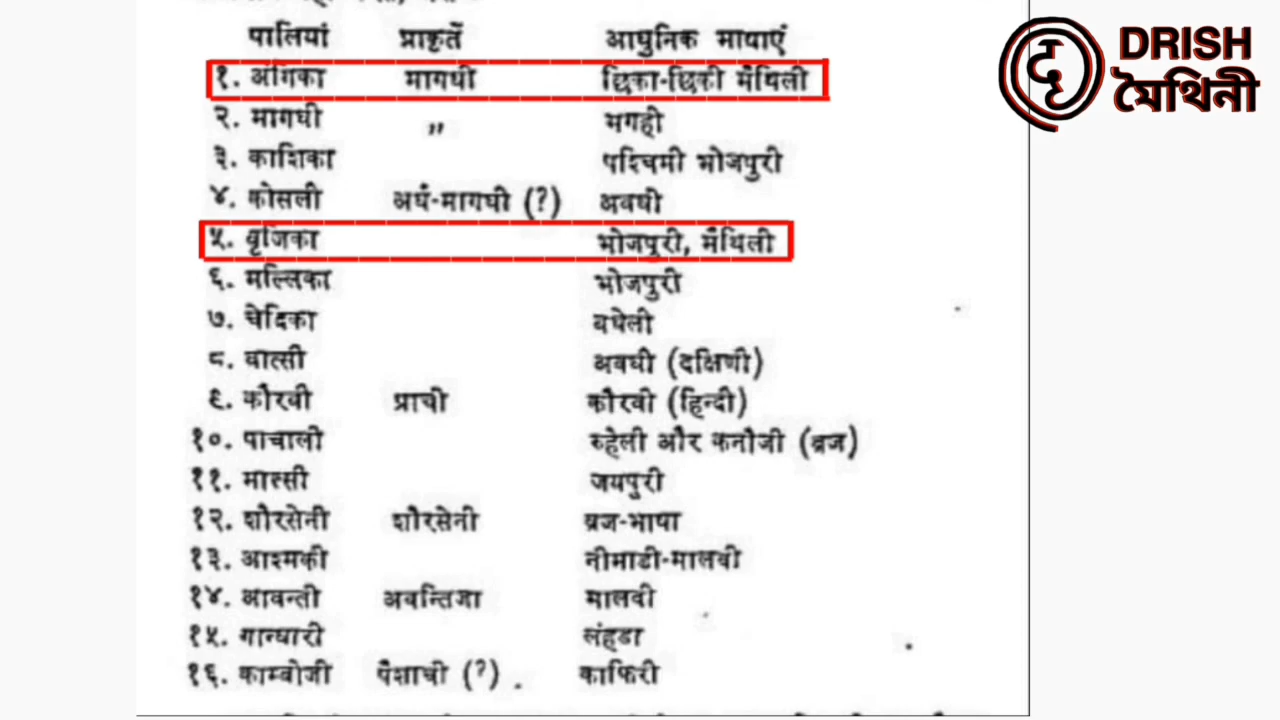 पालियां प्राकृतें आधुनिक भाषाएं
१. अंगिका मागधी छिका-छिकी मैथिली
२. मागधी ,, मगही
३. काशिका पश्चिमी भोजपुरी
४. कोसली अर्ध-मागधी (?) अवधी
५. वृजिका भोजपुरी, मैथिली
६. मल्लिका भोजपुरी
७. चेदिका बघेली
८. वात्सी अवधी (दक्षिणी)
९. कौरवी प्राची कौरवी (हिन्दी)
१०. पाचाली रुहेली और कनौजी (ब्रज)
११. मात्सी जयपुरी
१२. शौरसेनी शौरसेनी ब्रज-भाषा
१३. आश्मकी नीमाडी-मालवी
१४. आवन्ती अवन्तिजा मालवी
१५. गान्धारी लंहडा
१६. काम्बोजी पैशाची (?) . काफिरी
DRISH
মৈথিনী